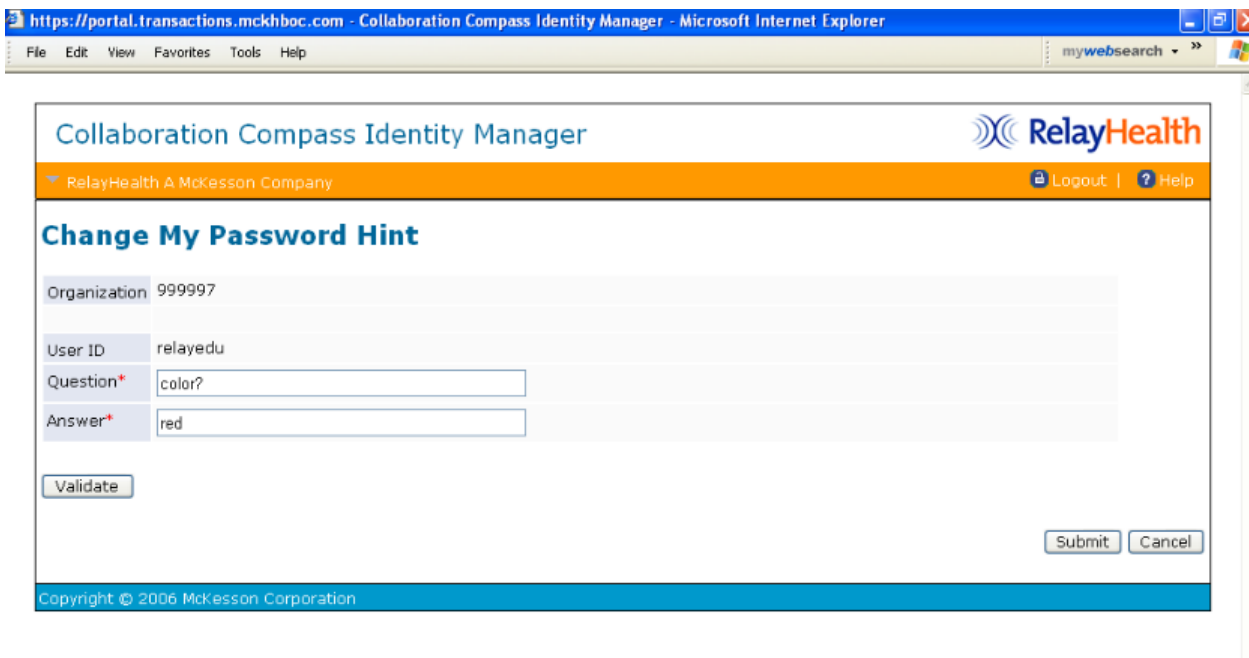 https://portal.transactions.mckhboc.com - Collaboration Compass Identity Manager - Microsoft Internet Explorer
File Edit View Favorites Tools Help mywebsearch »
Collaboration Compass Identity Manager RelayHealth
RelayHealth A McKesson Company Logout | ? Help
Change My Password Hint
Organization 999997
User ID relayedu
Question* color?
Answer* red
Validate
Submit Cancel
Copyright © 2006 McKesson Corporation